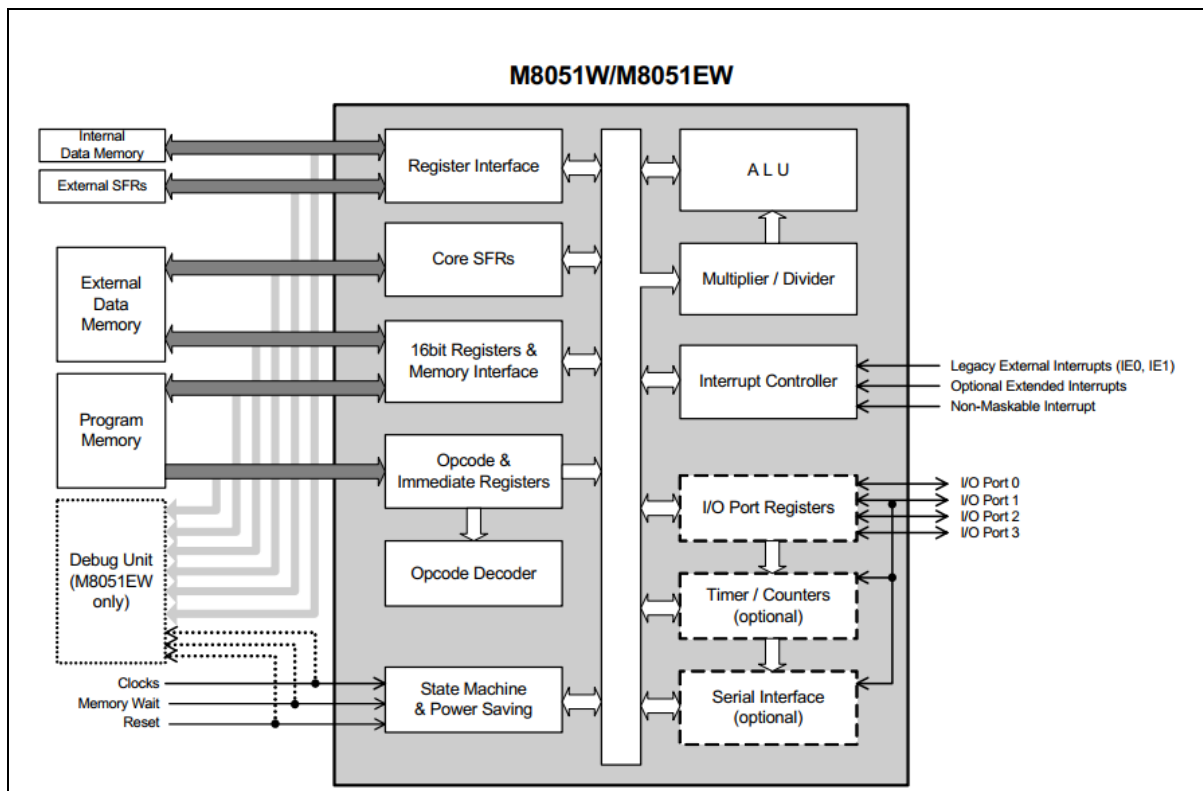 M8051W/M8051EW
Internal
Data Memory
External SFRs
External
Data
Memory
Program
Memory
Debug Unit
(M8051EW
only)
Clocks
Memory Wait
Reset
Register Interface
Core SFRs
16bit Registers &
Memory Interface
Opcode &
Immediate Registers
Opcode Decoder
State Machine
& Power Saving
A L U
Multiplier / Divider
Interrupt Controller
I/O Port Registers
Timer / Counters
(optional)
Serial Interface
(optional)
Legacy External Interrupts (IE0, IE1)
Optional Extended Interrupts
Non-Maskable Interrupt
I/O Port 0
I/O Port 1
I/O Port 2
I/O Port 3